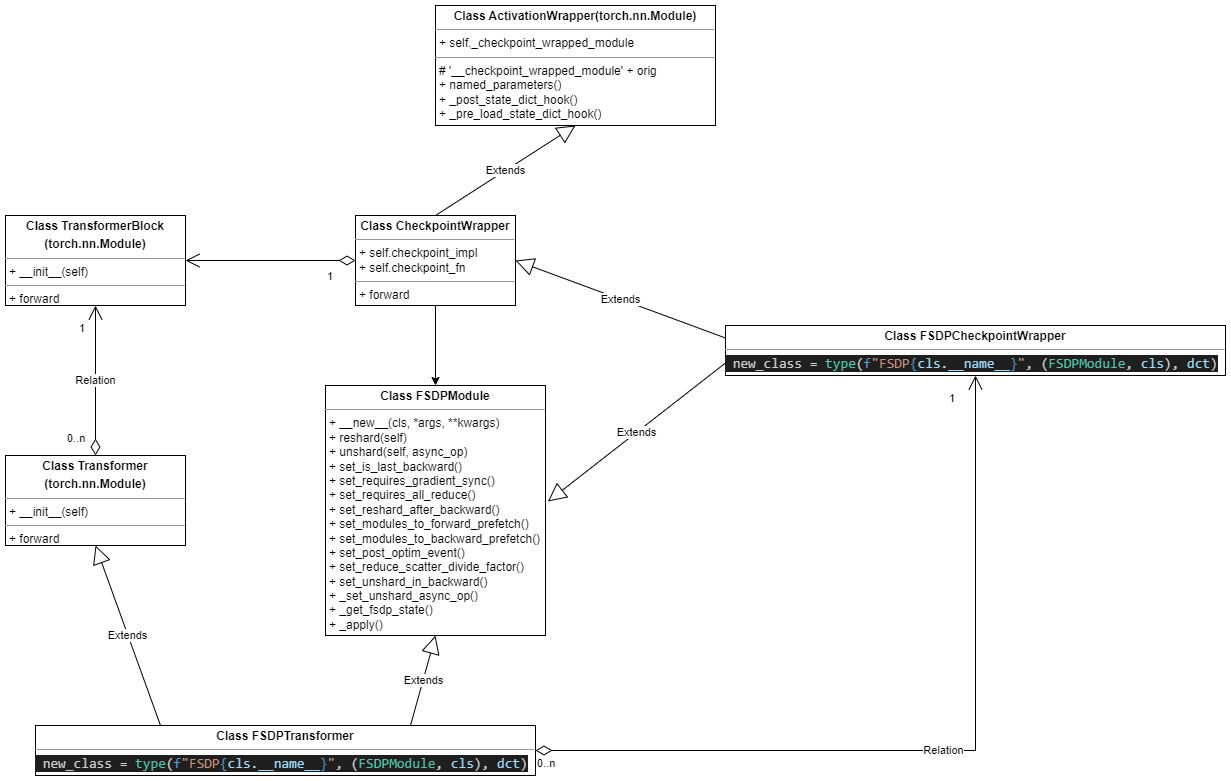 Class ActivationWrapper(torch.nn.Module)
+ self._checkpoint_wrapped_module
# '__checkpoint_wrapped_module' + orig
+ named_parameters()
+ _post_state_dict_hook()
+ _pre_load_state_dict_hook()
Extends
Class TransformerBlock
(torch.nn.Module)
+ __init__(self)
+ forward
Class CheckpointWrapper
+ self.checkpoint_impl
+ self.checkpoint_fn
+ forward
1
Extends
1
Relation
0..n
Class FSDPCheckpointWrapper
new_class = type(f"FSDP{cls.__name__}", (FSDPModule, cls), dct)
1
Extends
Class FSDPModule
+ __new__(cls, *args, **kwargs)
+ reshard(self)
+ unshard(self, async_op)
+ set_is_last_backward()
+ set_requires_gradient_sync()
+ set_requires_all_reduce()
+ set_reshard_after_backward()
+ set_modules_to_forward_prefetch()
+ set_modules_to_backward_prefetch()
+ set_post_optim_event()
+ set_reduce_scatter_divide_factor()
+ set_unshard_in_backward()
+ _set_unshard_async_op()
+ _get_fsdp_state()
+ _apply()
Class Transformer
(torch.nn.Module)
+ __init__(self)
+ forward
Extends
Extends
Class FSDPTransformer
new_class = type(f"FSDP{cls.__name__}", (FSDPModule, cls), dct)
0..n
Relation